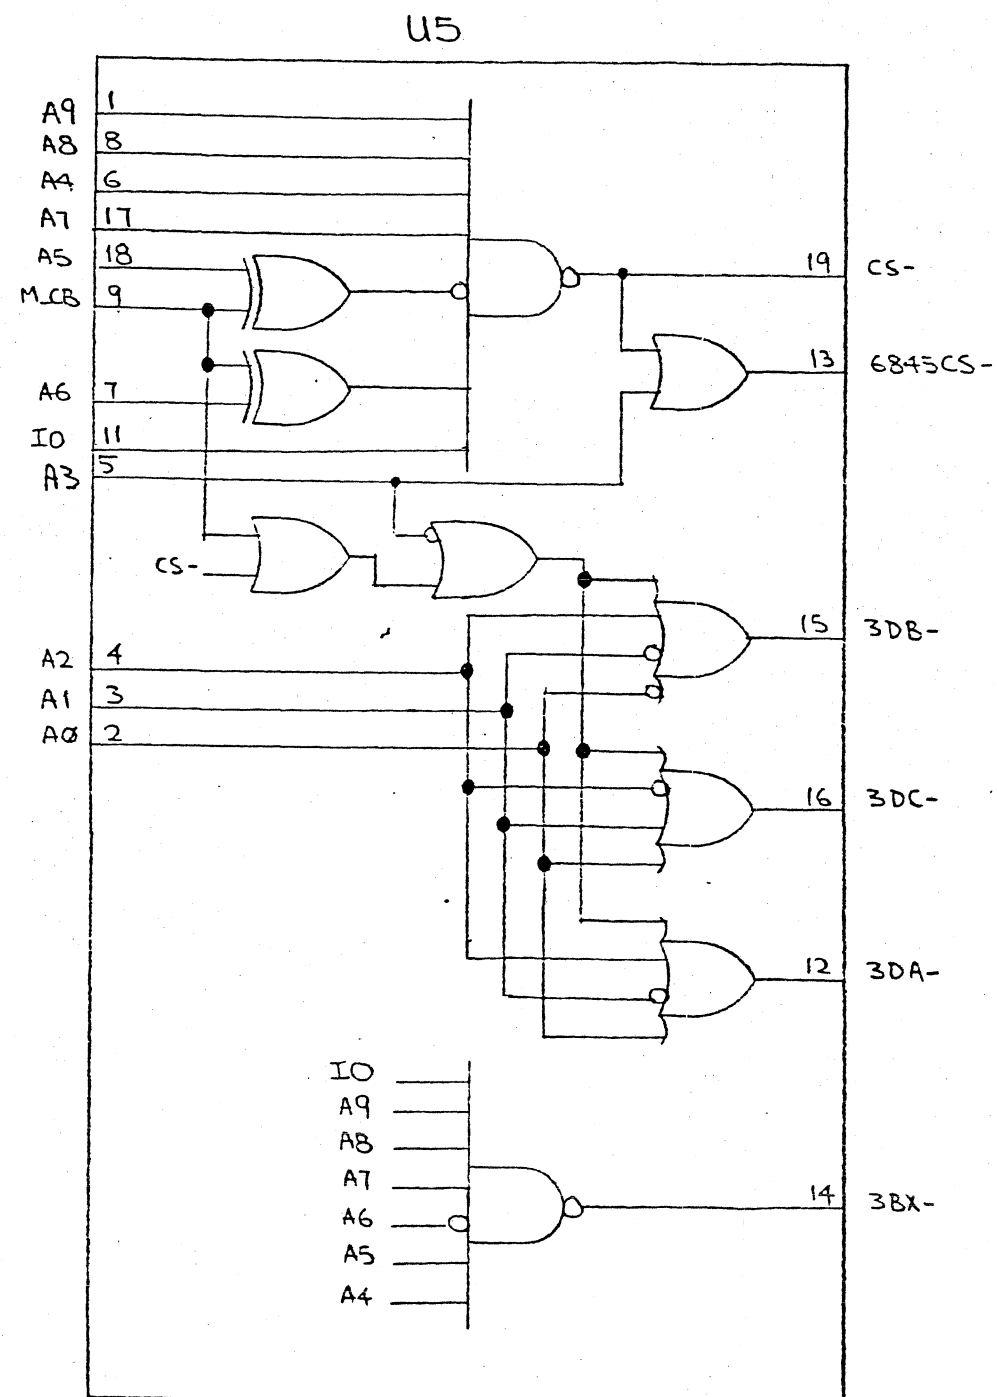 U5
A9 1
A8 8
A4 6
A7 17
A5 18
M_CB 9
19 CS-
13 6845CS-
A6 7
IO 11
A3 5
CS-
15 3DB-
A2 4
A1 3
A0 2
16 3DC-
12 3DA-
IO
A9
A8
A7
A6
A5
A4
14 3BX-